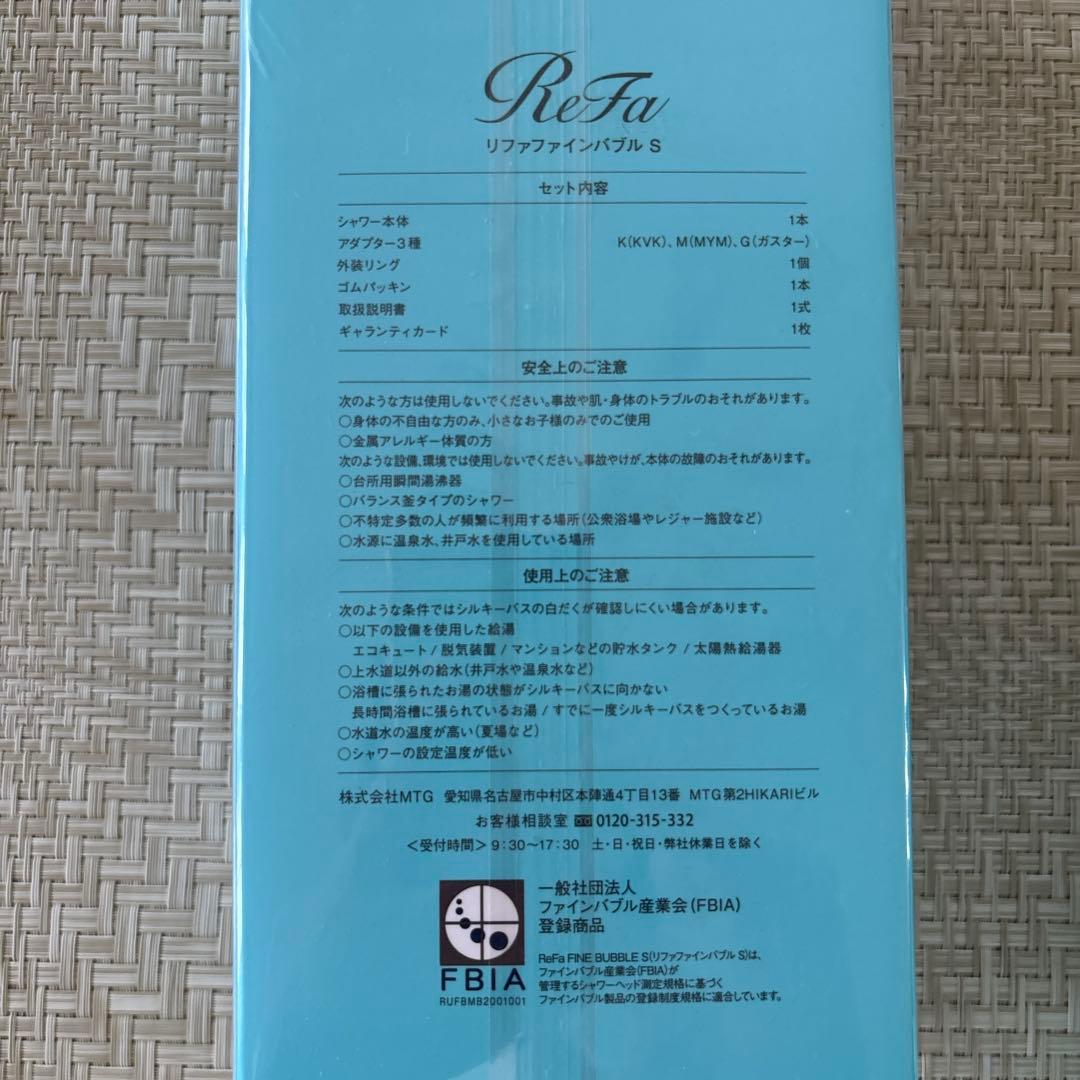 ReFa
リファファインバブル S
セット内容
シャワー本体 1本
アダプター3種 K(KVK)、M(MYM)、G(ガスター)
外装リング 1個
ゴムパッキン 1本
取扱説明書 1式
ギャランティカード 1枚
安全上のご注意
次のような方は使用しないでください。事故や肌・身体のトラブルのおそれがあります。
○身体の不自由な方のみ、小さなお子様のみでのご使用
○金属アレルギー体質の方
次のような設備、環境では使用しないでください。事故やけが、本体の故障のおそれがあります。
○台所用瞬間湯沸器
○バランス釜タイプのシャワー
○不特定多数の人が頻繁に利用する場所(公衆浴場やレジャー施設など)
○水源に温泉水、井戸水を使用している場所
使用上のご注意
次のような条件ではシルキーバスの白だくが確認しにくい場合があります。
○以下の設備を使用した給湯
エコキュート / 脱気装置 / マンションなどの貯水タンク / 太陽熱給湯器
○上水道以外の給水(井戸水や温泉水など)
○浴槽に張られたお湯の状態がシルキーバスに向かない
長時間浴槽に張られているお湯 / すでに一度シルキーバスをつくっているお湯
○水道水の温度が高い(夏場など)
○シャワーの設定温度が低い
株式会社MTG 愛知県名古屋市中村区本陣通4丁目13番 MTG第2HIKARIビル
お客様相談室 0120-315-332
<受付時間> 9:30〜17:30 土・日・祝日・弊社休業日を除く
一般社団法人
ファインバブル産業会(FBIA)
登録商品
FBIA
RUFBMB2001001
ReFa FINE BUBBLE S(リファファインバブル S)は、
ファインバブル産業会(FBIA)が
管理するシャワーヘッド測定規格に基づく
ファインバブル製品の登録制度規格に適合しています。